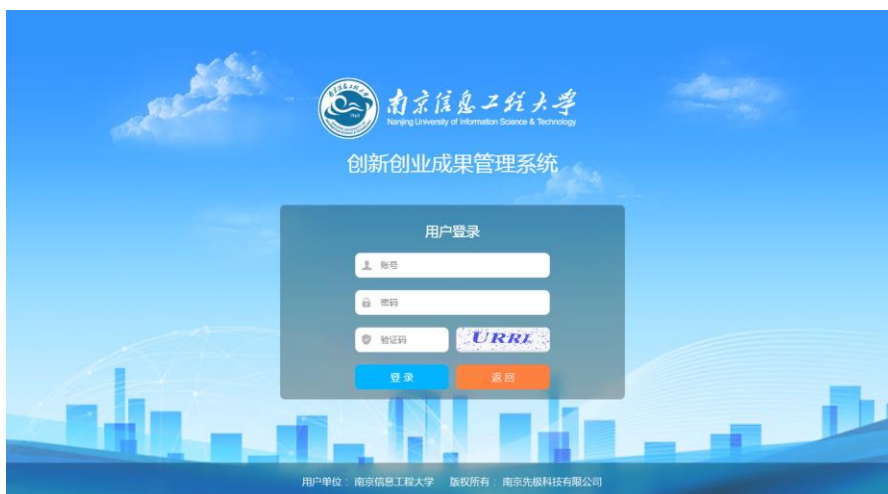 南京信息工程大学
Nanjing University of Information Science & Technology
创新创业成果管理系统
用户登录
账号
密码
验证码
URRL
登 录
返 回
用户单位： 南京信息工程大学 版权所有： 南京先极科技有限公司